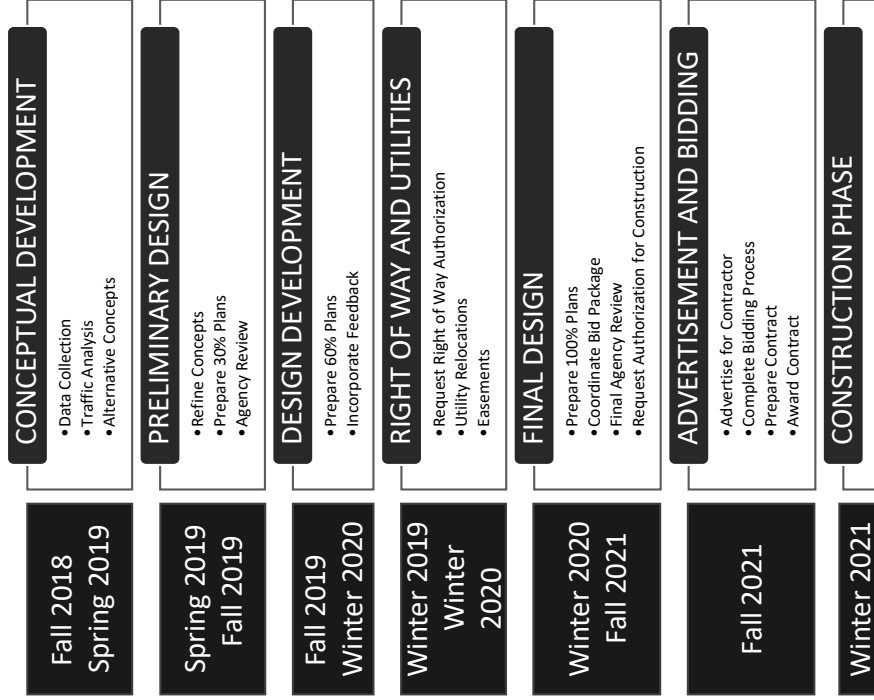 Fall 2018
Spring 2019
CONCEPTUAL DEVELOPMENT
•Data Collection
•Traffic Analysis
•Alternative Concepts
Spring 2019
Fall 2019
PRELIMINARY DESIGN
•Refine Concepts
•Prepare 30% Plans
•Agency Review
Fall 2019
Winter 2020
DESIGN DEVELOPMENT
•Prepare 60% Plans
•Incorporate Feedback
Winter 2019
Winter
2020
RIGHT OF WAY AND UTILITIES
•Request Right of Way Authorization
•Utility Relocations
•Easements
Winter 2020
Fall 2021
FINAL DESIGN
•Prepare 100% Plans
•Coordinate Bid Package
•Final Agency Review
•Request Authorization for Construction
Fall 2021
ADVERTISEMENT AND BIDDING
•Advertise for Contractor
•Complete Bidding Process
•Prepare Contract
•Award Contract
Winter 2021
CONSTRUCTION PHASE